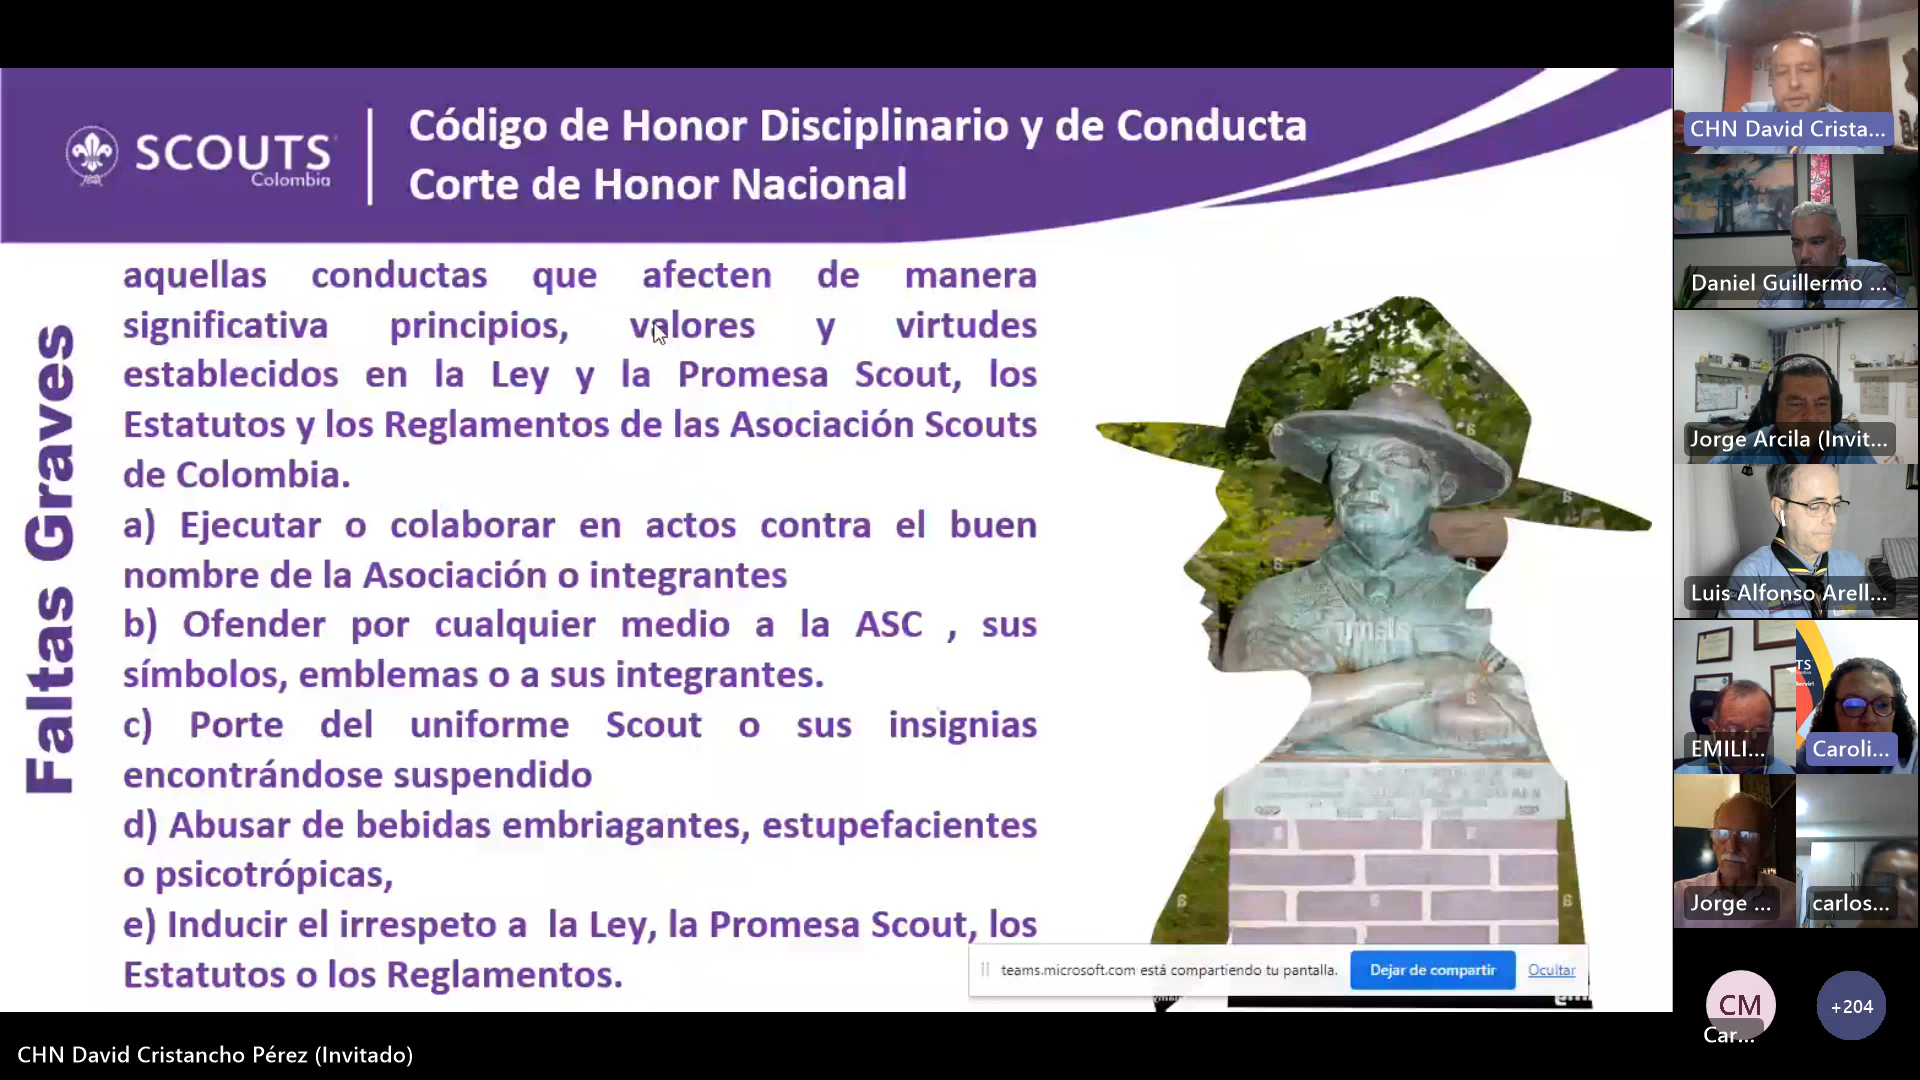 SCOUTS
Colombia
Código de Honor Disciplinario y de Conducta
Corte de Honor Nacional
Faltas Graves
aquellas conductas que afecten de manera
significativa principios, valores y virtudes
establecidos en la Ley y la Promesa Scout, los
Estatutos y los Reglamentos de las Asociación Scouts
de Colombia.
a) Ejecutar o colaborar en actos contra el buen
nombre de la Asociación o integrantes
b) Ofender por cualquier medio a la ASC , sus
símbolos, emblemas o a sus integrantes.
c) Porte del uniforme Scout o sus insignias
encontrándose suspendido
d) Abusar de bebidas embriagantes, estupefacientes
o psicotrópicas,
e) Inducir el irrespeto a la Ley, la Promesa Scout, los
Estatutos o los Reglamentos.
teams.microsoft.com está compartiendo tu pantalla.
Dejar de compartir
Ocultar
CHN David Cristancho Pérez (Invitado)
CHN David Crista...
Daniel Guillermo ...
Jorge Arcila (Invit...
Luis Alfonso Arell...
EMILI...
Caroli...
Jorge ...
carlos...
CM
Car...
+204